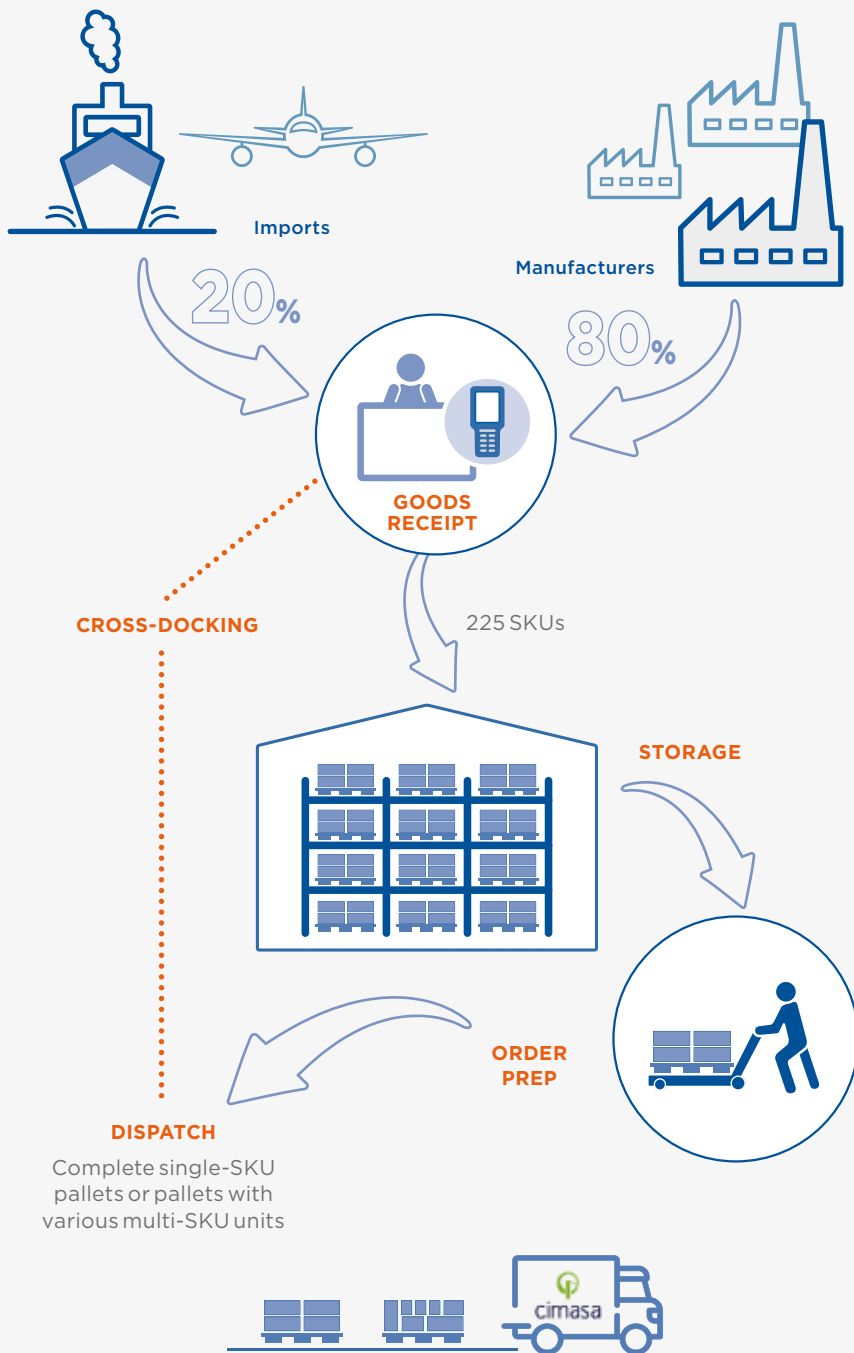 Imports
20%
Manufacturers
80%
GOODS
RECEIPT
CROSS-DOCKING
225 SKUs
STORAGE
ORDER
PREP
DISPATCH
Complete single-SKU
pallets or pallets with
various multi-SKU units
cimasa